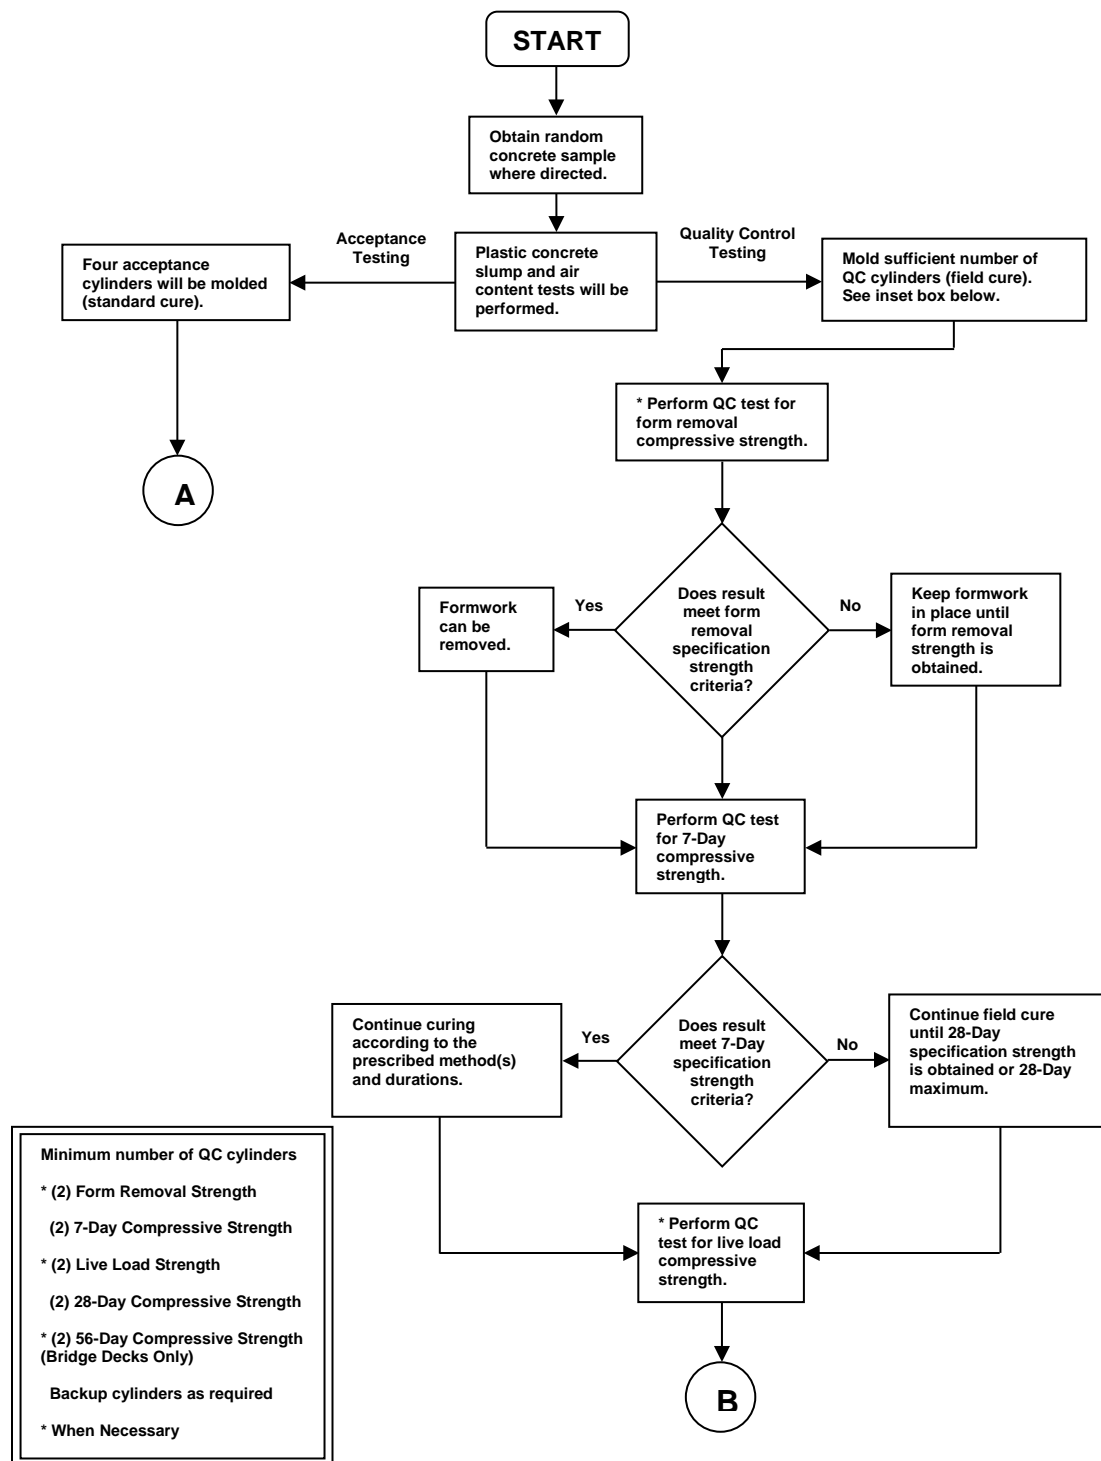 START
Obtain random
concrete sample
where directed.
Acceptance
Testing
Quality Control
Testing
Four acceptance
cylinders will be molded
(standard cure).
Plastic concrete
slump and air
content tests will be
performed.
Mold sufficient number of
QC cylinders (field cure).
See inset box below.
* Perform QC test for
form removal
compressive strength.
A
Does result
meet form
removal
specification
strength
criteria?
Yes
No
Formwork
can be
removed.
Keep formwork
in place until
form removal
strength is
obtained.
Perform QC test
for 7-Day
compressive
strength.
Does result
meet 7-Day
specification
strength
criteria?
Yes
No
Continue curing
according to the
prescribed method(s)
and durations.
Continue field cure
until 28-Day
specification strength
is obtained or 28-Day
maximum.
* Perform QC
test for live load
compressive
strength.
B
Minimum number of QC cylinders
* (2) Form Removal Strength
(2) 7-Day Compressive Strength
* (2) Live Load Strength
(2) 28-Day Compressive Strength
* (2) 56-Day Compressive Strength
(Bridge Decks Only)
Backup cylinders as required
* When Necessary